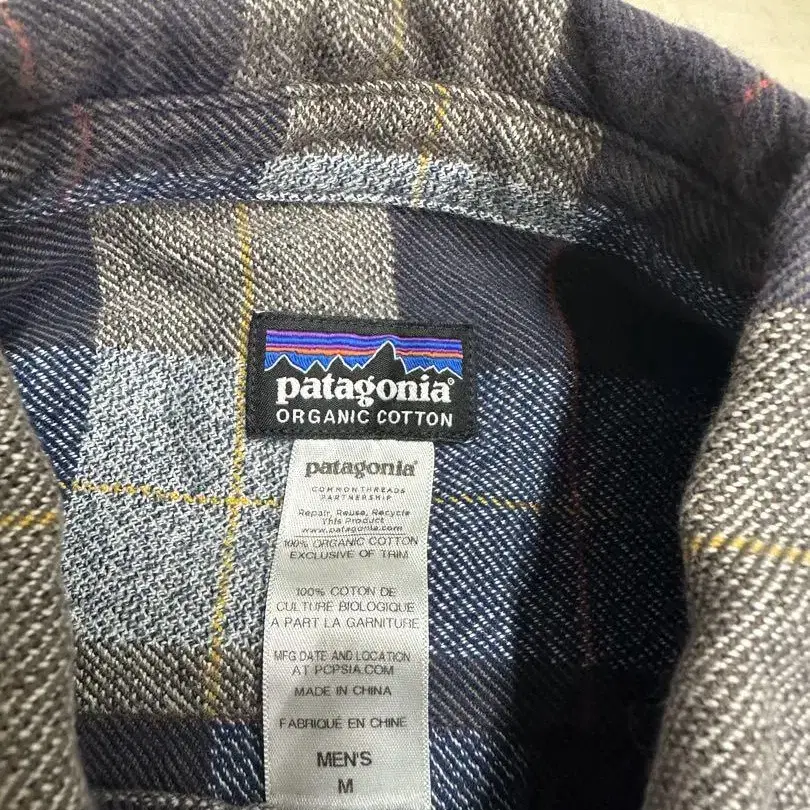 patagonia®
ORGANIC COTTON
patagonia®
COMMON THREADS
PARTNERSHIP
Repair, Reuse, Recycle
This Product
www.patagonia.com
100% ORGANIC COTTON
EXCLUSIVE OF TRIM
100% COTON DE
CULTURE BIOLOGIQUE
A PART LA GARNITURE
MFG DATE AND LOCATION
AT PCPSIA.COM
MADE IN CHINA
FABRIQUÉ EN CHINE
MEN'S
M